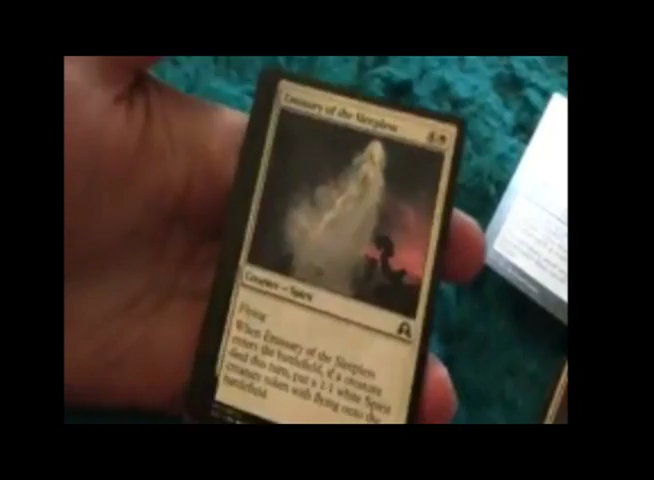 Emissary of the Sleepless
4
Creature — Spirit
Flying
When Emissary of the Sleepless
enters the battlefield, if a creature
died this turn, put a 1/1 white Spirit
creature token with flying onto the
battlefield.